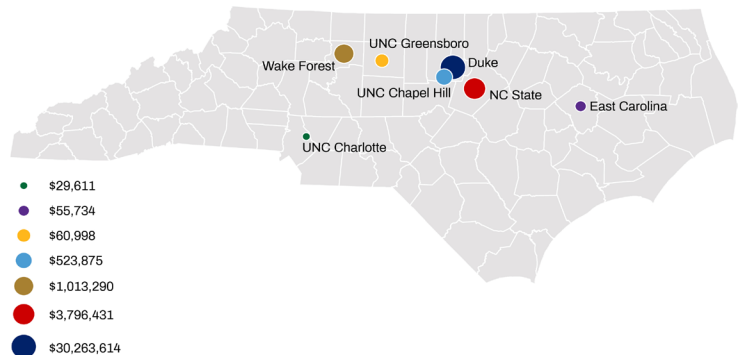 UNC Greensboro
Wake Forest
Duke
UNC Chapel Hill
NC State
East Carolina
UNC Charlotte
$29,611
$55,734
$60,998
$523,875
$1,013,290
$3,796,431
$30,263,614